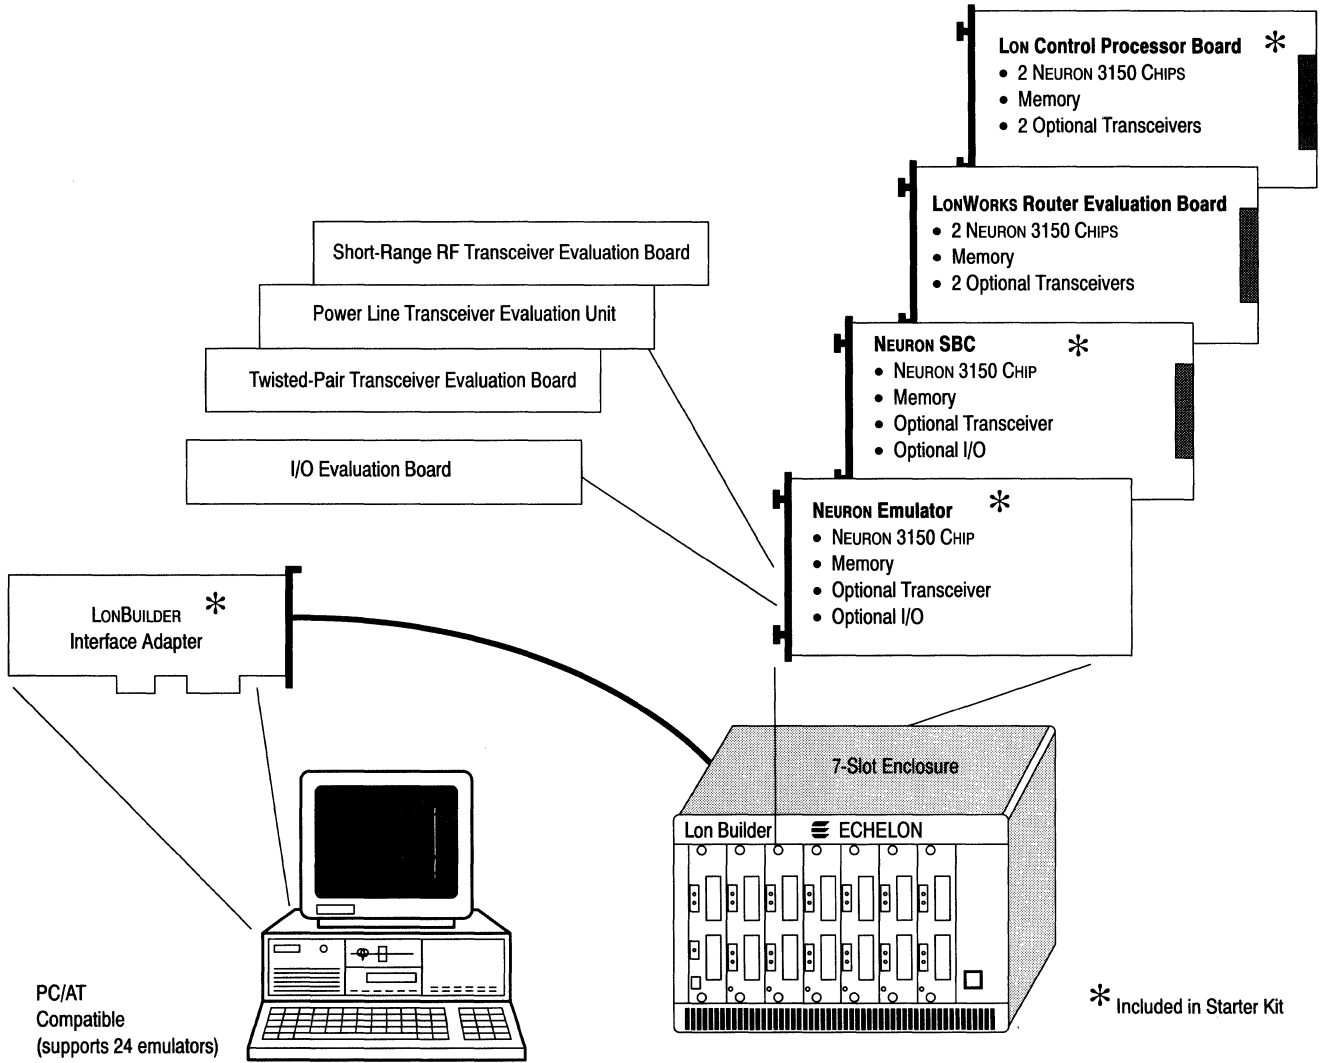 LON Control Processor Board *
• 2 NEURON 3150 CHIPS
• Memory
• 2 Optional Transceivers
LONWORKS Router Evaluation Board
• 2 NEURON 3150 CHIPS
• Memory
• 2 Optional Transceivers
Short-Range RF Transceiver Evaluation Board
Power Line Transceiver Evaluation Unit
Twisted-Pair Transceiver Evaluation Board
I/O Evaluation Board
NEURON SBC *
• NEURON 3150 CHIP
• Memory
• Optional Transceiver
• Optional I/O
NEURON Emulator *
• NEURON 3150 CHIP
• Memory
• Optional Transceiver
• Optional I/O
LONBUILDER *
Interface Adapter
7-Slot Enclosure
Lon Builder ECHELON
PC/AT
Compatible
(supports 24 emulators)
* Included in Starter Kit